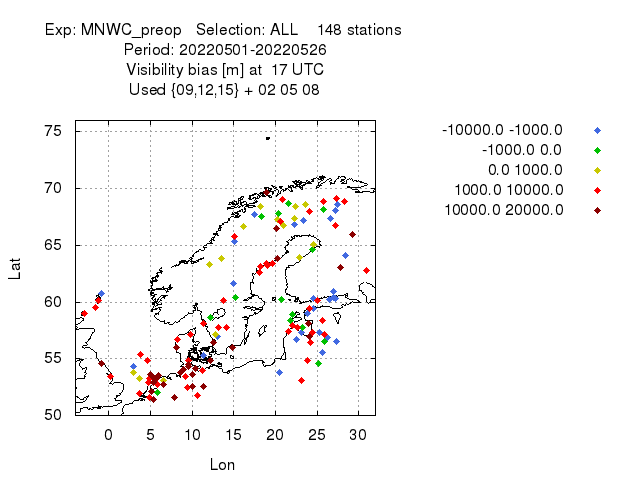 Exp: MNWC_preop Selection: ALL 148 stations
Period: 20220501-20220526
Visibility bias [m] at 17 UTC
Used {09,12,15} + 02 05 08
-10000.0 -1000.0
-1000.0 0.0
0.0 1000.0
1000.0 10000.0
10000.0 20000.0
75
70
65
60
55
50
Lat
0 5 10 15 20 25 30
Lon